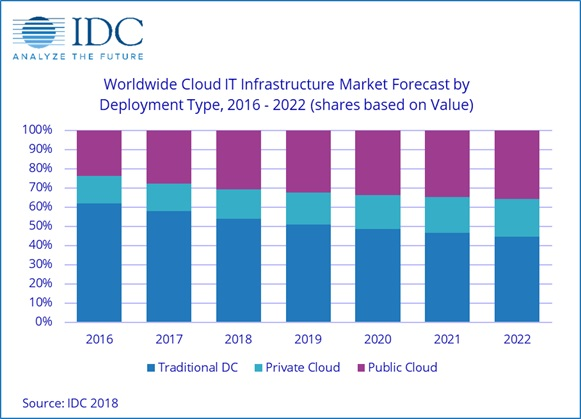 IDC
ANALYZE THE FUTURE
Worldwide Cloud IT Infrastructure Market Forecast by
Deployment Type, 2016 - 2022 (shares based on Value)
100%
90%
80%
70%
60%
50%
40%
30%
20%
10%
0%
2016 2017 2018 2019 2020 2021 2022
Traditional DC Private Cloud Public Cloud
Source: IDC 2018